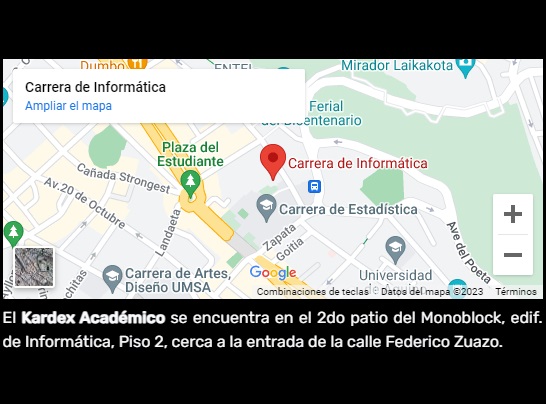 Dumbo
ENTEL
Mirador Laikakota
Carrera de Informática
Ampliar el mapa
Ferial
del Bicentenario
Plaza del
Estudiante
Carrera de Informática
Cañada Strongest
Av.20 de Octubre
Landaeta
Carrera de Estadística
Zapata
Goitia
Ave del Poeta
Carrera de Artes,
Diseño UMSA
Google
Universidad
Combinaciones de teclas
Datos del mapa ©2023
Términos
El Kardex Académico se encuentra en el 2do patio del Monoblock, edif.
de Informática, Piso 2, cerca a la entrada de la calle Federico Zuazo.